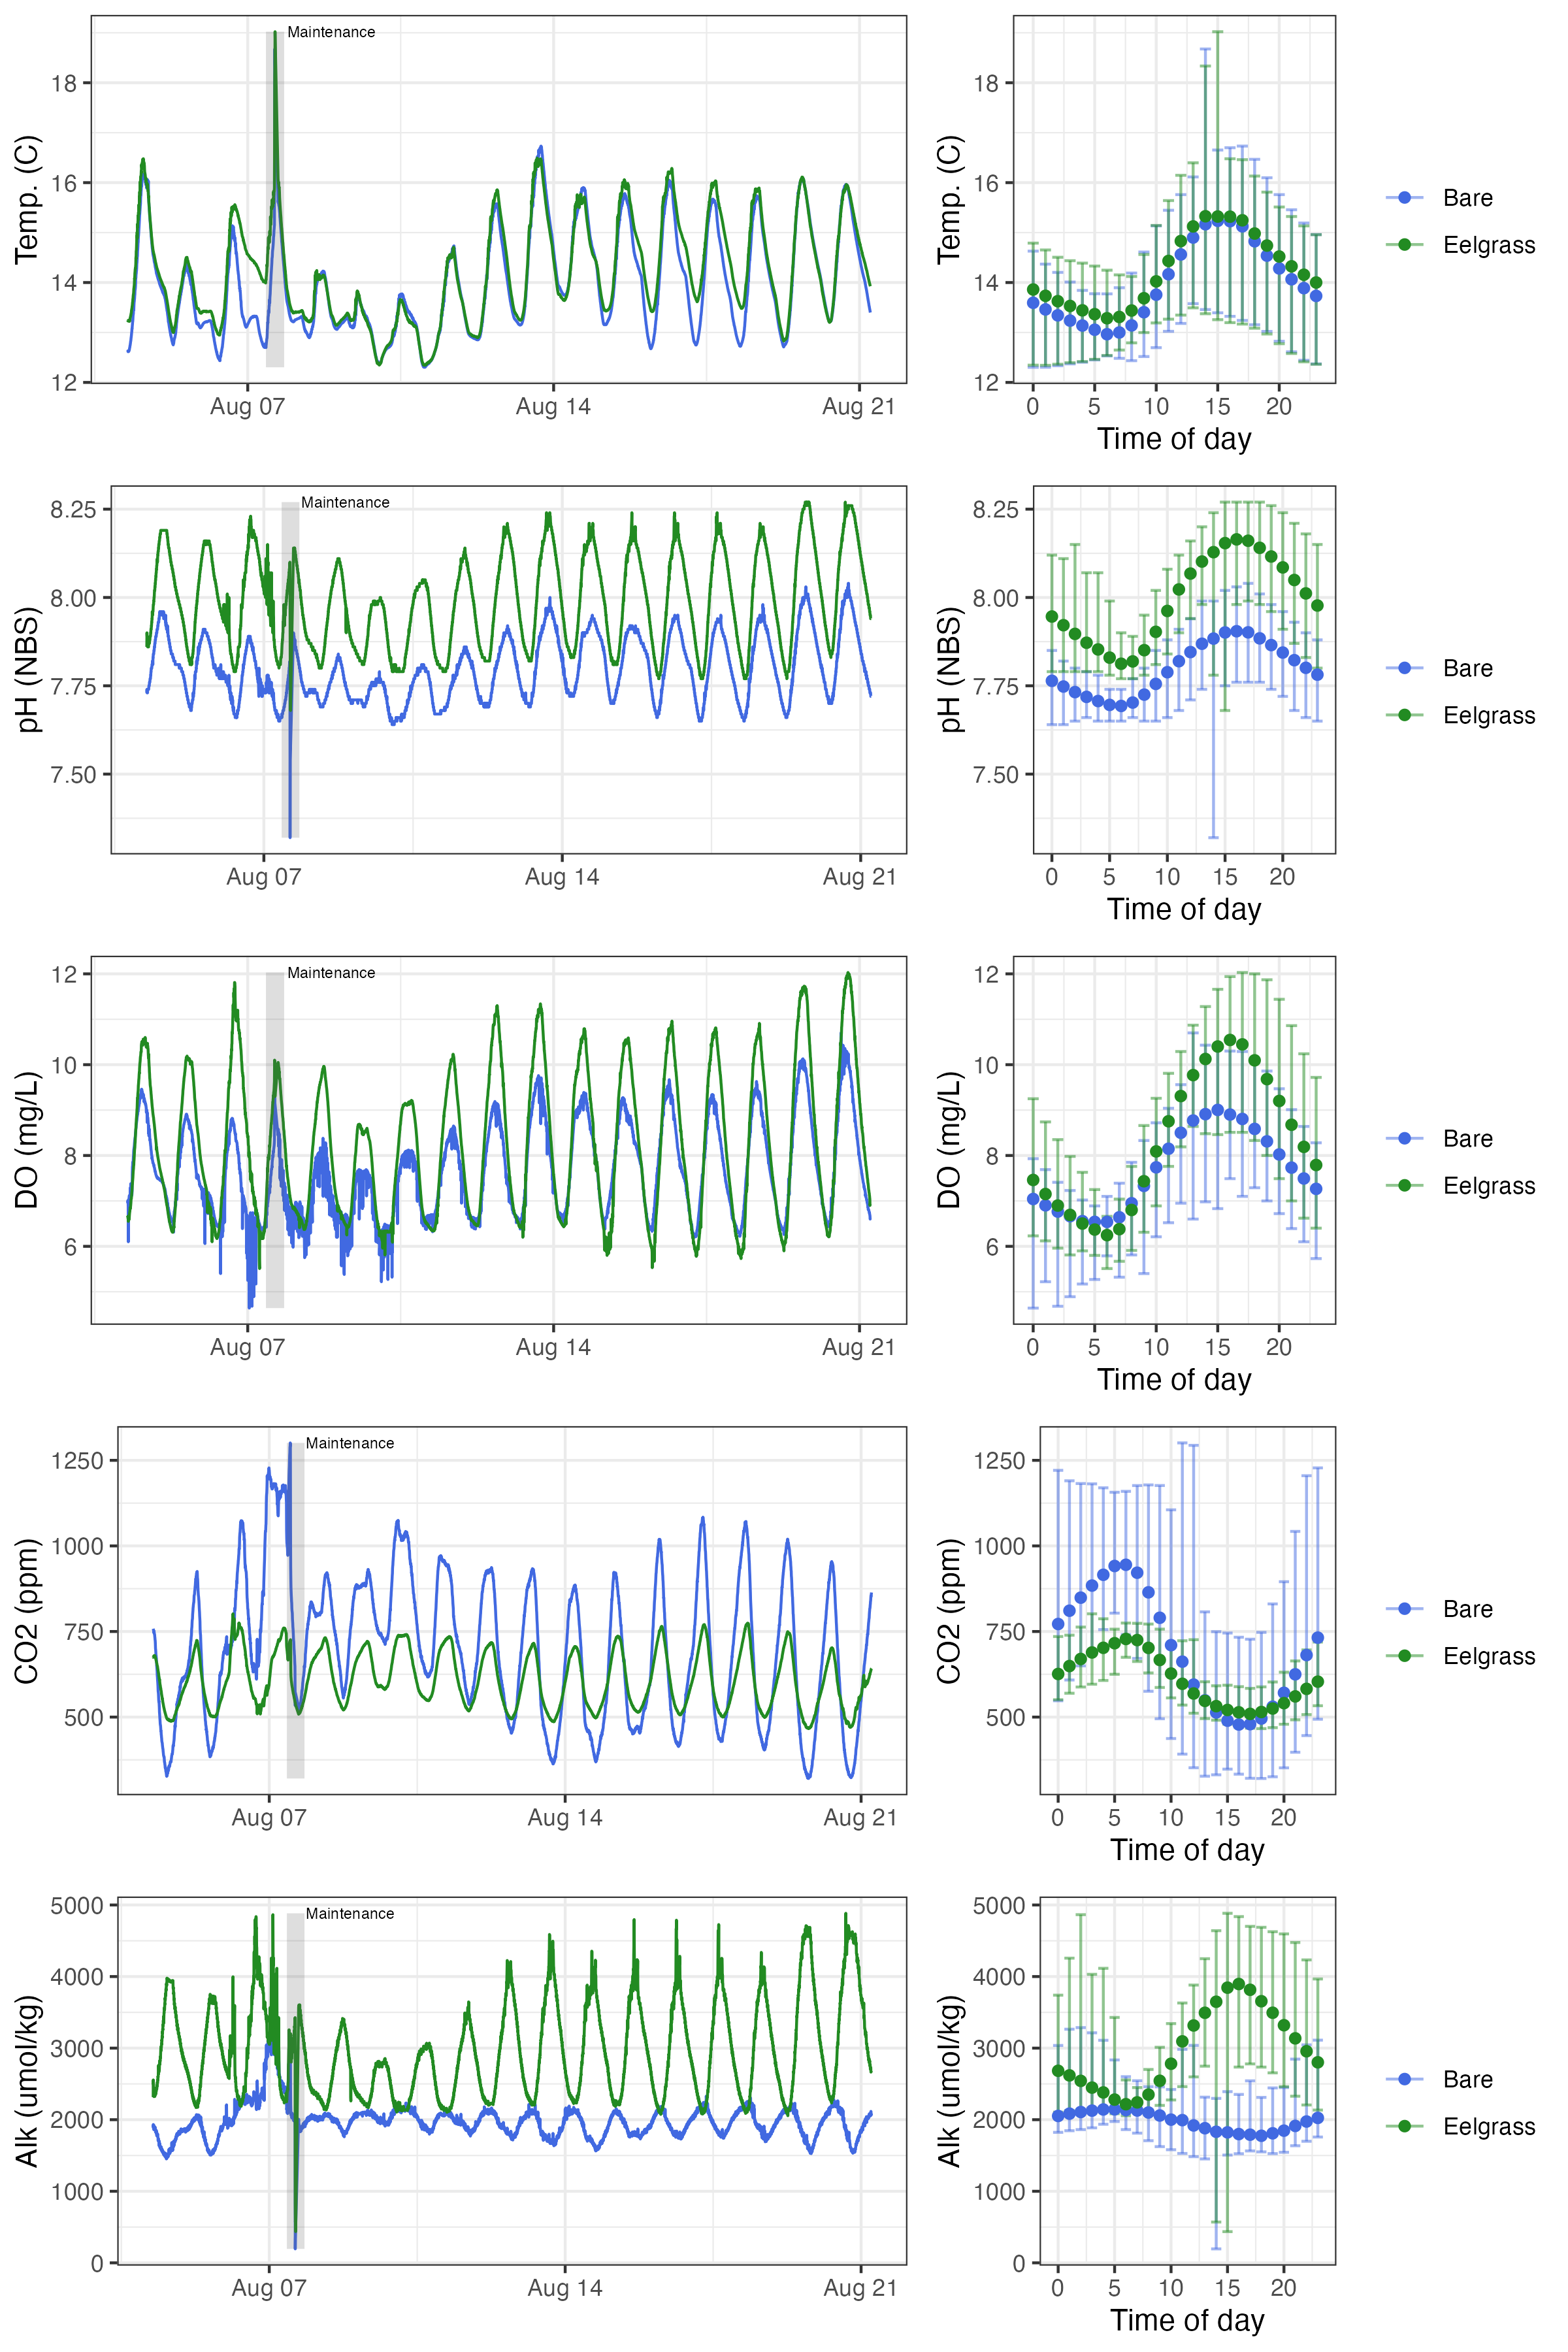 Temp. (C)
18
16
14
12
Maintenance
Aug 07
Aug 14
Aug 21
18
16
14
12
Temp. (C)
0
5
10
15
20
Time of day
Bare
Eelgrass
pH (NBS)
8.25
8.00
7.75
7.50
Maintenance
Aug 07
Aug 14
Aug 21
pH (NBS)
8.25
8.00
7.75
7.50
0
5
10
15
20
Time of day
Bare
Eelgrass
DO (mg/L)
12
10
8
6
Maintenance
Aug 07
Aug 14
Aug 21
DO (mg/L)
12
10
8
6
0
5
10
15
20
Time of day
Bare
Eelgrass
CO2 (ppm)
1250
1000
750
500
Maintenance
Aug 07
Aug 14
Aug 21
CO2 (ppm)
1250
1000
750
500
0
5
10
15
20
Time of day
Bare
Eelgrass
Alk (umol/kg)
5000
4000
3000
2000
1000
0
Maintenance
Aug 07
Aug 14
Aug 21
Alk (umol/kg)
5000
4000
3000
2000
1000
0
0
5
10
15
20
Time of day
Bare
Eelgrass